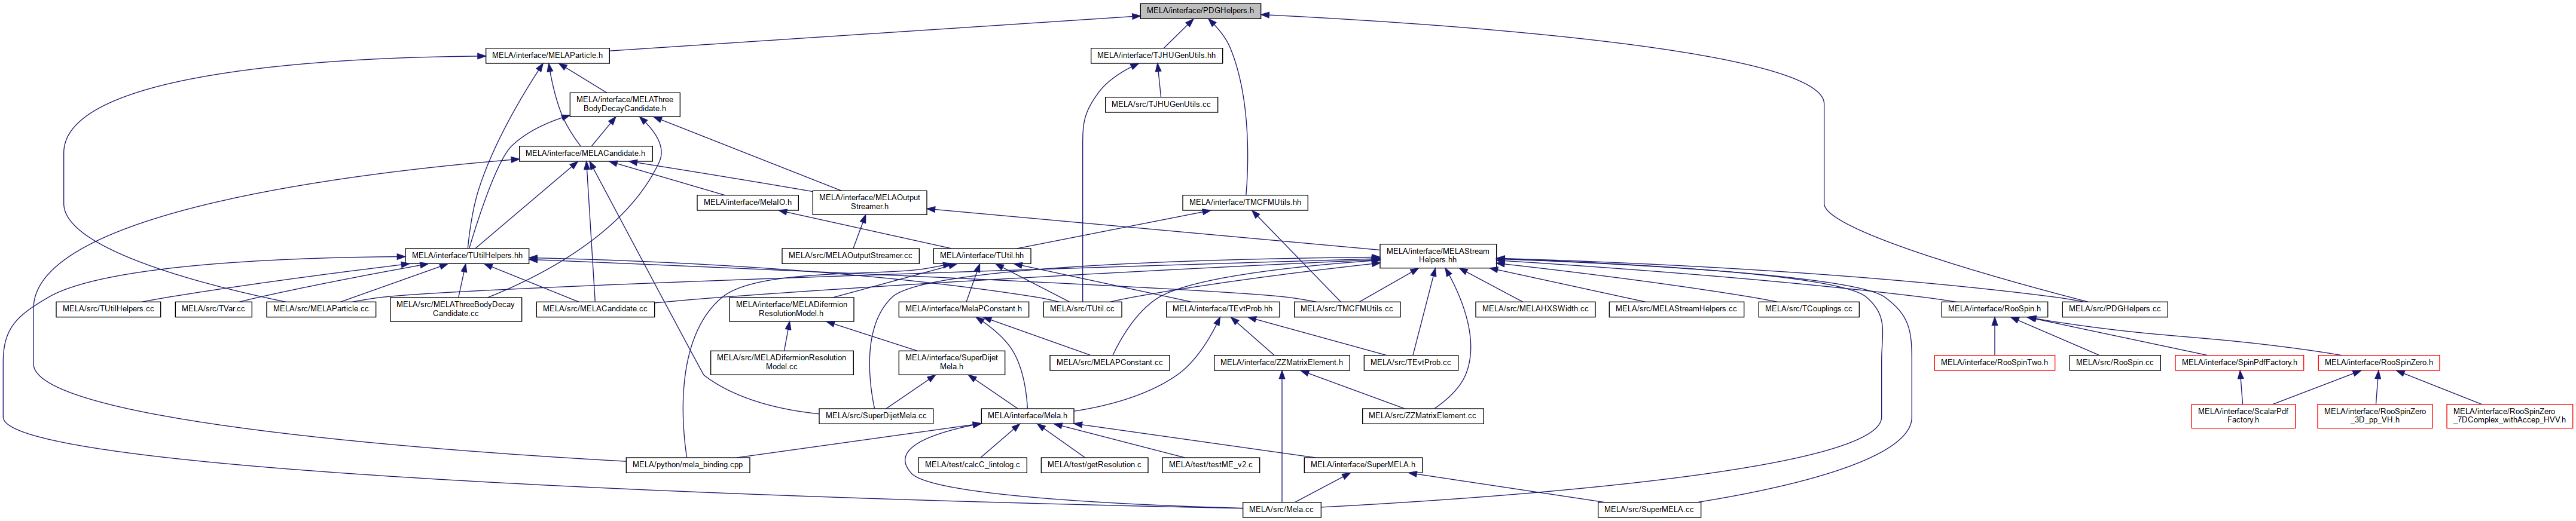 MELA/interface/PDGHelpers.h
MELA/interface/MELAParticle.h
MELA/interface/TJHUGenUtils.hh
MELA/interface/MELAThree
BodyDecayCandidate.h
MELA/src/TJHUGenUtils.cc
MELA/interface/MELACandidate.h
MELA/interface/MelaIO.h
MELA/interface/MELAOutput
Streamer.h
MELA/interface/TMCFMUtils.hh
MELA/interface/TUtilHelpers.hh
MELA/src/MELAOutputStreamer.cc
MELA/interface/TUtil.hh
MELA/interface/MELAStream
Helpers.hh
MELA/src/TUtilHelpers.cc
MELA/src/TVar.cc
MELA/src/MELAParticle.cc
MELA/src/MELAThreeBodyDecay
Candidate.cc
MELA/src/MELACandidate.cc
MELA/interface/MELADifermion
ResolutionModel.h
MELA/interface/MelaPConstant.h
MELA/src/TUtil.cc
MELA/interface/TEvtProb.hh
MELA/src/TMCFMUtils.cc
MELA/src/MELAHXSWidth.cc
MELA/src/MELAStreamHelpers.cc
MELA/src/TCouplings.cc
MELA/interface/RooSpin.h
MELA/src/PDGHelpers.cc
MELA/src/MELADifermionResolution
Model.cc
MELA/interface/SuperDijet
Mela.h
MELA/src/MELAPConstant.cc
MELA/interface/ZZMatrixElement.h
MELA/src/TEvtProb.cc
MELA/interface/RooSpinTwo.h
MELA/src/RooSpin.cc
MELA/interface/SpinPdfFactory.h
MELA/interface/RooSpinZero.h
MELA/src/SuperDijetMela.cc
MELA/interface/Mela.h
MELA/src/ZZMatrixElement.cc
MELA/interface/ScalarPdf
Factory.h
MELA/interface/RooSpinZero
_3D_pp_VH.h
MELA/interface/RooSpinZero
_7DComplex_withAccep_HVV.h
MELA/python/mela_binding.cpp
MELA/test/calcC_lintolog.c
MELA/test/getResolution.c
MELA/test/testME_v2.c
MELA/interface/SuperMELA.h
MELA/src/Mela.cc
MELA/src/SuperMELA.cc